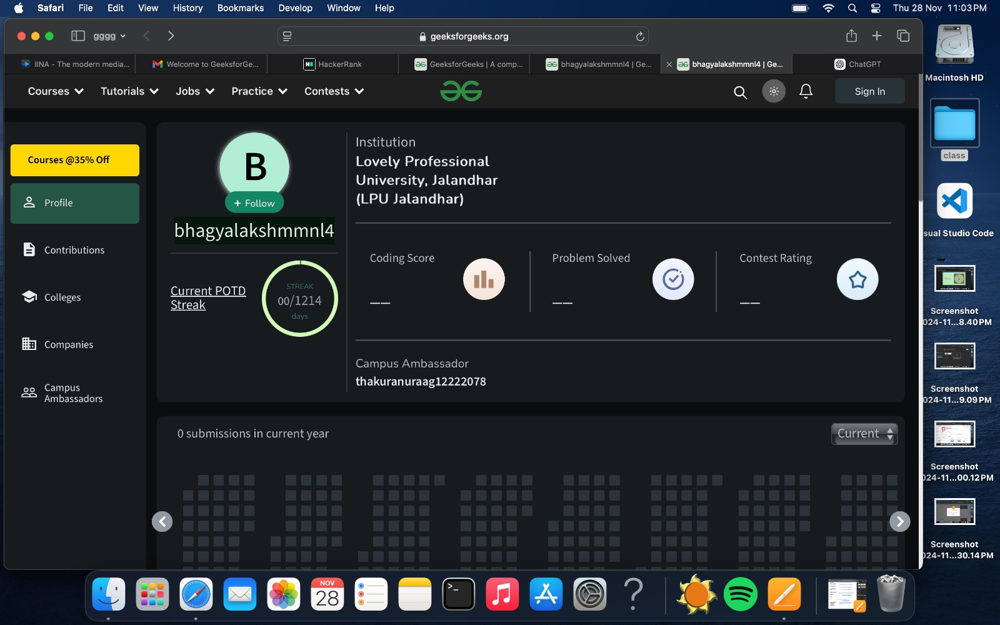 Safari File Edit View History Bookmarks Develop Window Help Thu 28 Nov 11:03 PM
gggg geeksforgeeks.org
IINA - The modern media... Welcome to GeeksforGe... HackerRank GeeksforGeeks | A comp... bhagyalakshmmnl4 | Ge... bhagyalakshmmnl4 | Ge... ChatGPT
Courses Tutorials Jobs Practice Contests Sign In
Courses @35% Off
Profile
Contributions
Colleges
Companies
Campus
Ambassadors
B
+ Follow
bhagyalakshmmnl4
Current POTD
Streak
STREAK
00/1214
days
Institution
Lovely Professional
University, Jalandhar
(LPU Jalandhar)
Coding Score
__
Problem Solved
__
Contest Rating
__
Campus Ambassador
thakuranuraag12222078
0 submissions in current year
Current
Macintosh HD
class
sual Studio Code
Screenshot
024-11...8.40 PM
Screenshot
024-11...9.09 PM
Screenshot
024-11...00.12 PM
Screenshot
024-11...30.14 PM
NOV
28